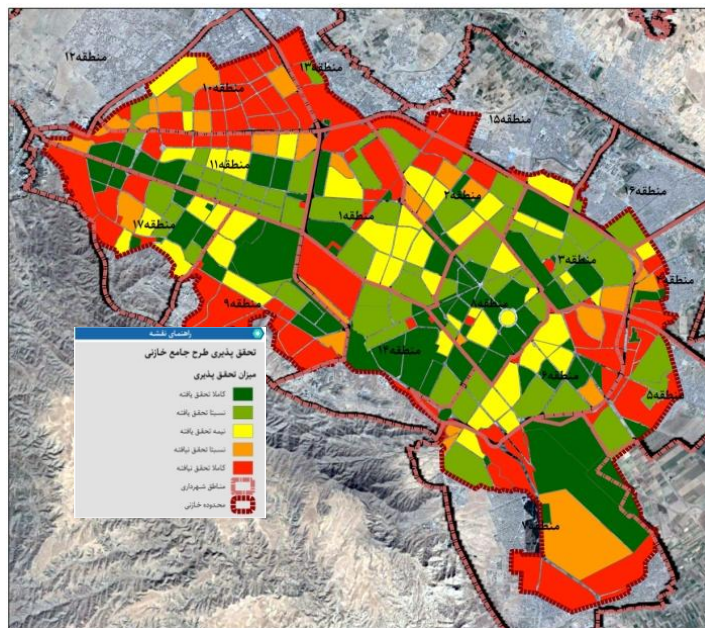 منطقه۱۲
منطقه۱۳
منطقه۱۰
منطقه۱۵
منطقه۱۶
منطقه۱۱
منطقه۲
منطقه۱۷
منطقه۱
منطقه۳
منطقه۴
منطقه۹
منطقه۸
منطقه۱۴
منطقه۶
منطقه۵
منطقه۷
راهنمای نقشه
تحقق پذیری طرح جامع خازنی
میزان تحقق پذیری
کاملا تحقق یافته
نسبتا تحقق یافته
نیمه تحقق یافته
نسبتا تحقق نیافته
کاملا تحقق نیافته
مناطق شهرداری
محدوده خازنی